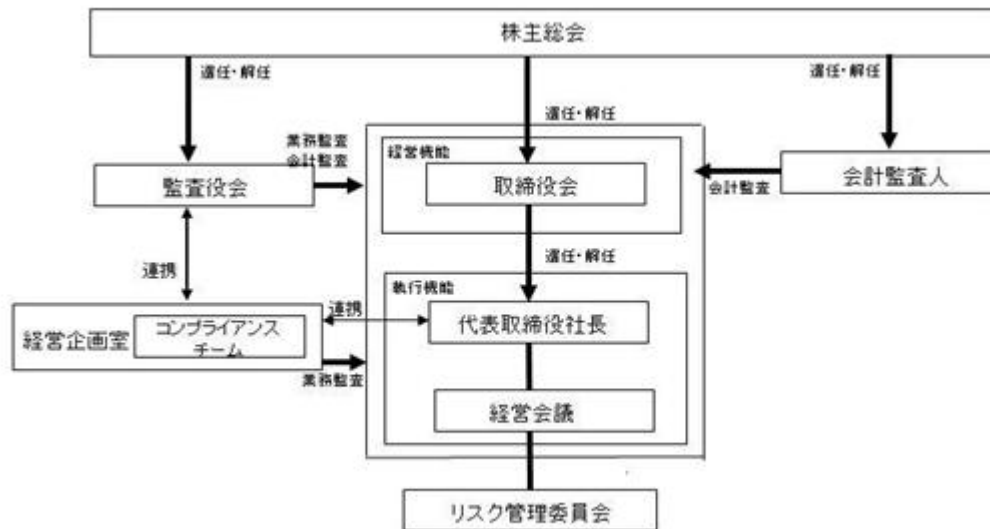 株主総会
選任・解任
選任・解任
選任・解任
業務監査
会計監査
経営機能
監査役会
取締役会
会計監査
会計監査人
選任・解任
連携
執行機能
連携
代表取締役社長
経営企画室
コンプライアンス
チーム
業務監査
経営会議
リスク管理委員会